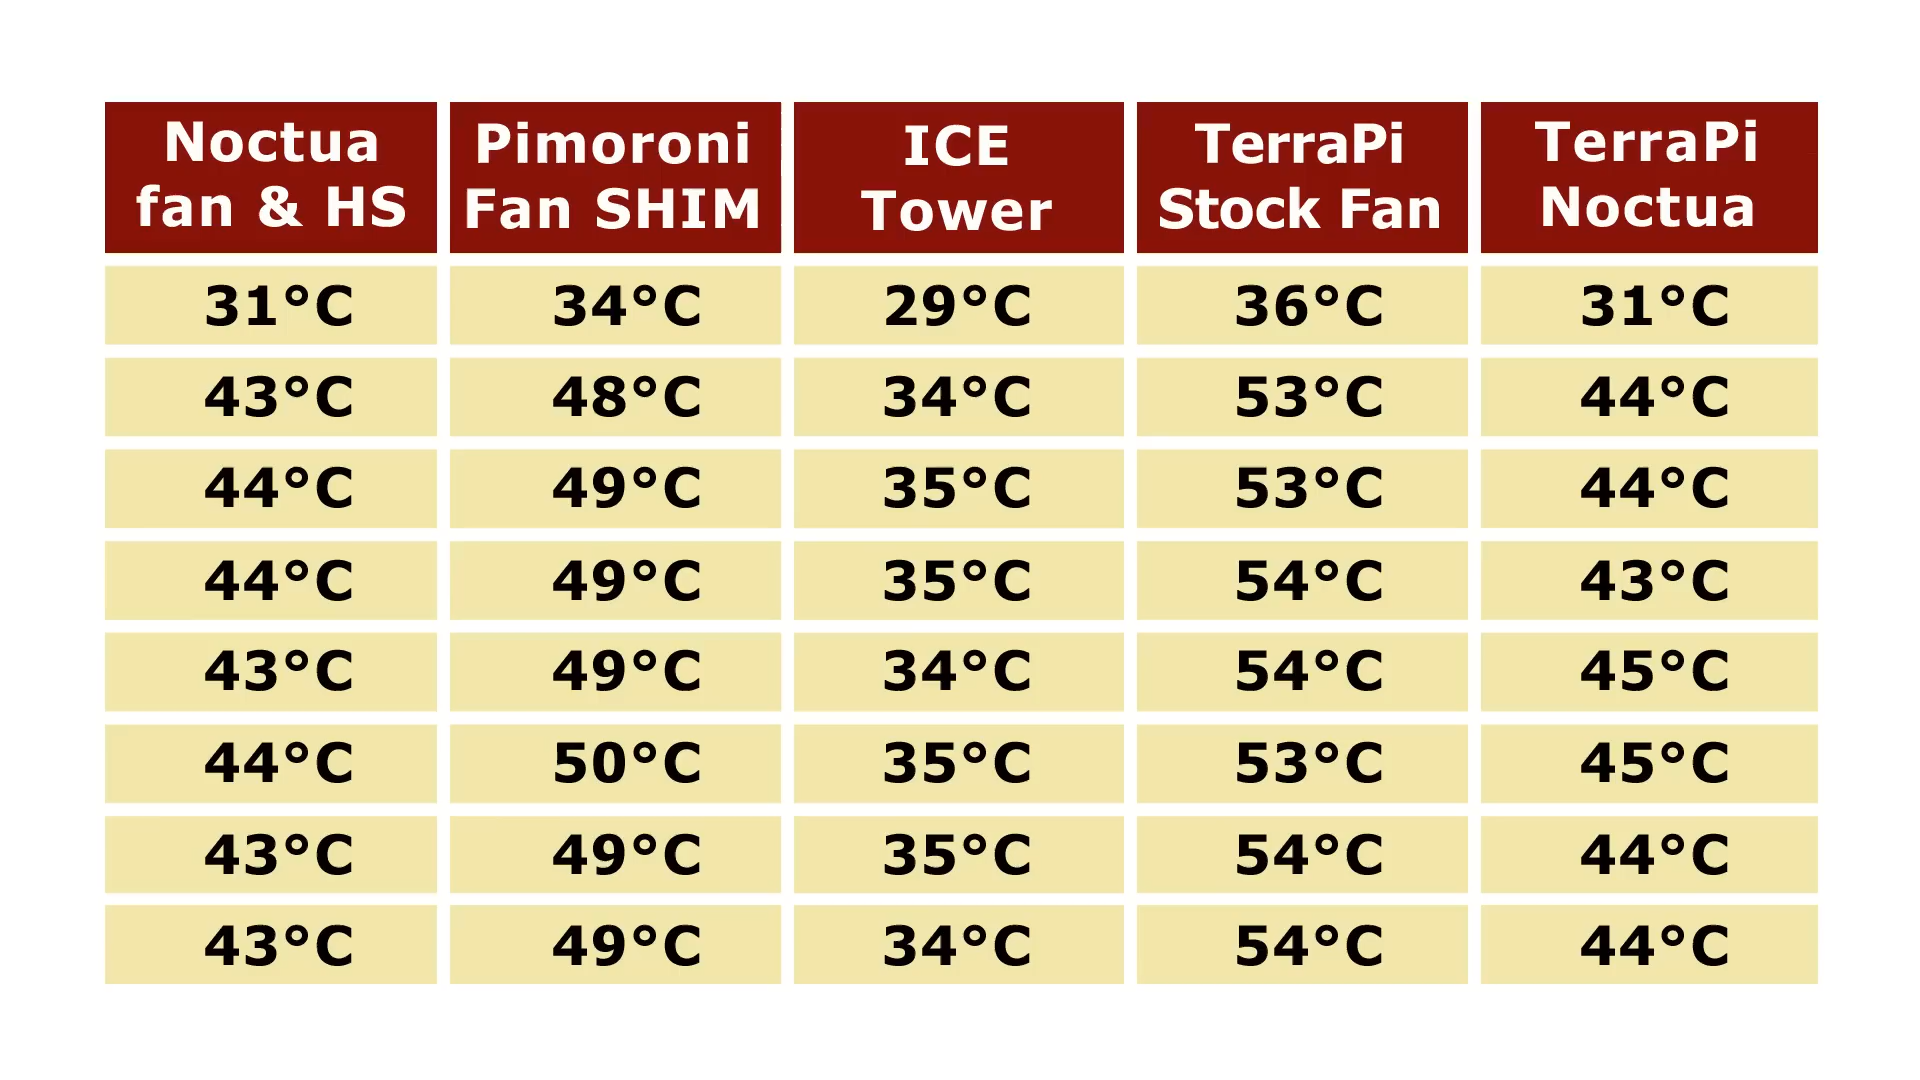 Noctua fan & HS Pimoroni Fan SHIM ICE Tower TerraPi Stock Fan TerraPi Noctua
31°C 34°C 29°C 36°C 31°C
43°C 48°C 34°C 53°C 44°C
44°C 49°C 35°C 53°C 44°C
44°C 49°C 35°C 54°C 43°C
43°C 49°C 34°C 54°C 45°C
44°C 50°C 35°C 53°C 45°C
43°C 49°C 35°C 54°C 44°C
43°C 49°C 34°C 54°C 44°C